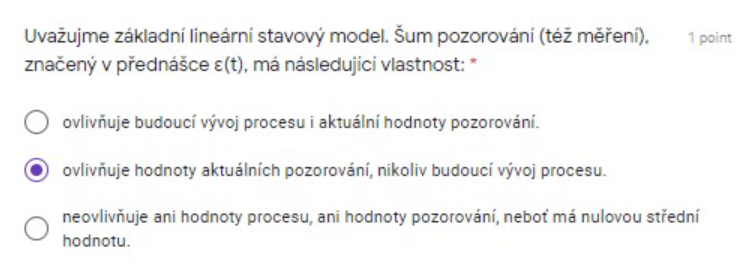 Uvažujme základní lineární stavový model. Šum pozorování (též měření), 1 point
značený v přednášce ε(t), má následující vlastnost: *
ovlivňuje budoucí vývoj procesu i aktuální hodnoty pozorování.
ovlivňuje hodnoty aktuálních pozorování, nikoliv budoucí vývoj procesu.
neovlivňuje ani hodnoty procesu, ani hodnoty pozorování, neboť má nulovou střední
hodnotu.